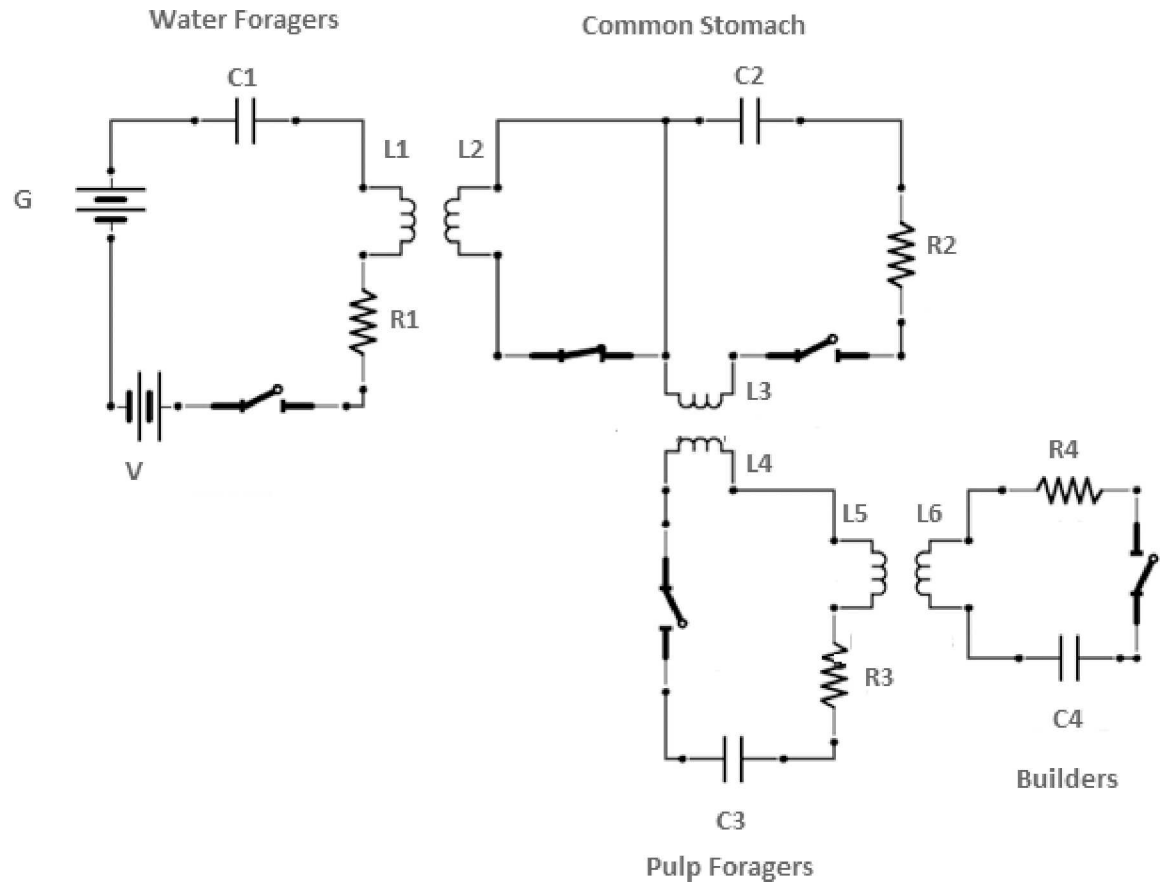 Water Foragers
Common Stomach
C1
C2
L1
L2
G
R2
R1
L3
V
L4
R4
L5
L6
R3
C4
Builders
C3
Pulp Foragers